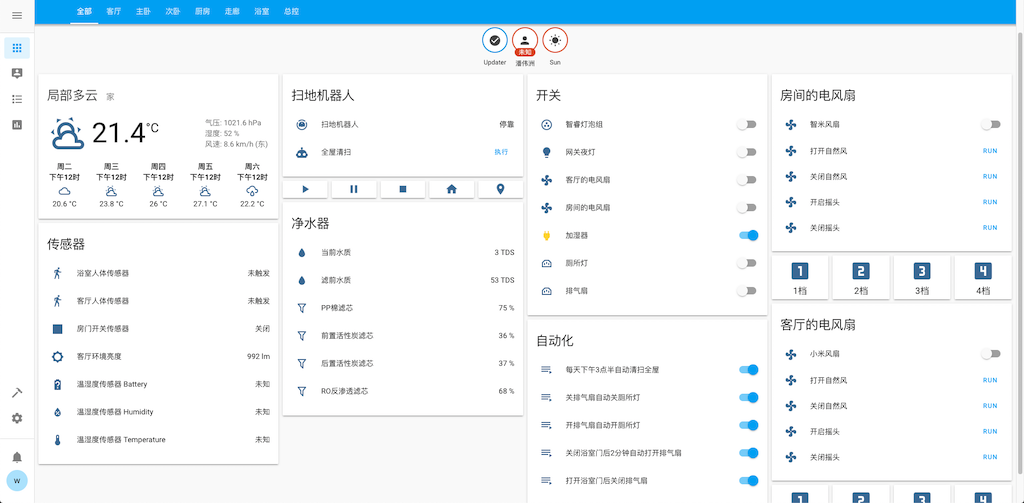 全部 客厅 主卧 次卧 厨房 走廊 浴室 总控
未知
Updater 潘伟洲 Sun
局部多云 家
21.4°C
气压: 1021.6 hPa
湿度: 52 %
风速: 8.6 km/h (东)
周二 周三 周四 周五 周六
下午12时 下午12时 下午12时 下午12时 下午12时
20.6 °C 23.8 °C 26 °C 27.1 °C 22.2 °C
传感器
浴室人体传感器 未触发
客厅人体传感器 未触发
房门开关传感器 关闭
客厅环境亮度 992 lm
温湿度传感器 Battery 未知
温湿度传感器 Humidity 未知
温湿度传感器 Temperature 未知
扫地机器人
扫地机器人 停靠
全屋清扫 执行
净水器
当前水质 3 TDS
滤前水质 53 TDS
PP棉滤芯 75 %
前置活性炭滤芯 36 %
后置活性炭滤芯 37 %
RO反渗透滤芯 68 %
开关
智睿灯泡组
网关夜灯
客厅的电风扇
房间的电风扇
加湿器
厕所灯
排气扇
自动化
每天下午3点半自动清扫全屋
关排气扇自动关厕所灯
开排气扇自动开厕所灯
关闭浴室门后2分钟自动打开排气扇
打开浴室门后关闭排气扇
房间的电风扇
智米风扇
打开自然风 RUN
关闭自然风 RUN
开启摇头 RUN
关闭摇头 RUN
1 2 3 4
1档 2档 3档 4档
客厅的电风扇
小米风扇
打开自然风 RUN
关闭自然风 RUN
开启摇头 RUN
关闭摇头 RUN
1 2 3 4
W